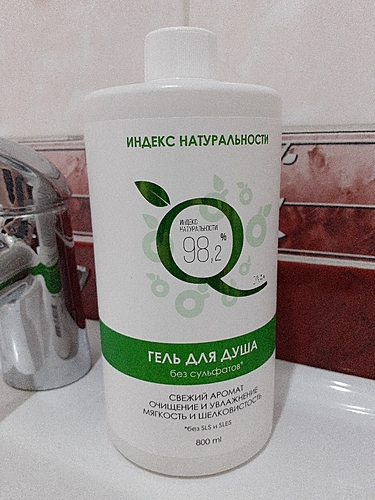 ИНДЕКС НАТУРАЛЬНОСТИ
ИНДЕКС
НАТУРАЛЬНОСТИ
98,2%
ГЕЛЬ ДЛЯ ДУША
без сульфатов*
СВЕЖИЙ АРОМАТ
ОЧИЩЕНИЕ И УВЛАЖНЕНИЕ
МЯГКОСТЬ И ШЕЛКОВИСТОСТЬ
*без SLS и SLES
800 ml